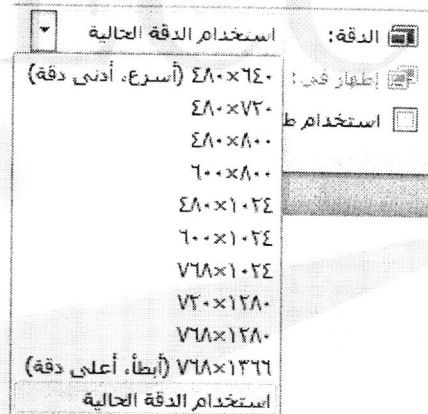 الدقة: استخدام الدقة الحالية
إظهار في:
استخدام ط
٦٤٠×٤٨٠ (أسرع، أدنى دقة)
٧٢٠×٤٨٠
٨٠٠×٤٨٠
٨٠٠×٦٠٠
١٠٢٤×٤٨٠
١٠٢٤×٦٠٠
١٠٢٤×٧٦٨
١٢٨٠×٧٢٠
١٢٨٠×٧٦٨
١٣٦٦×٧٦٨ (أبطأ، أعلى دقة)
استخدام الدقة الحالية